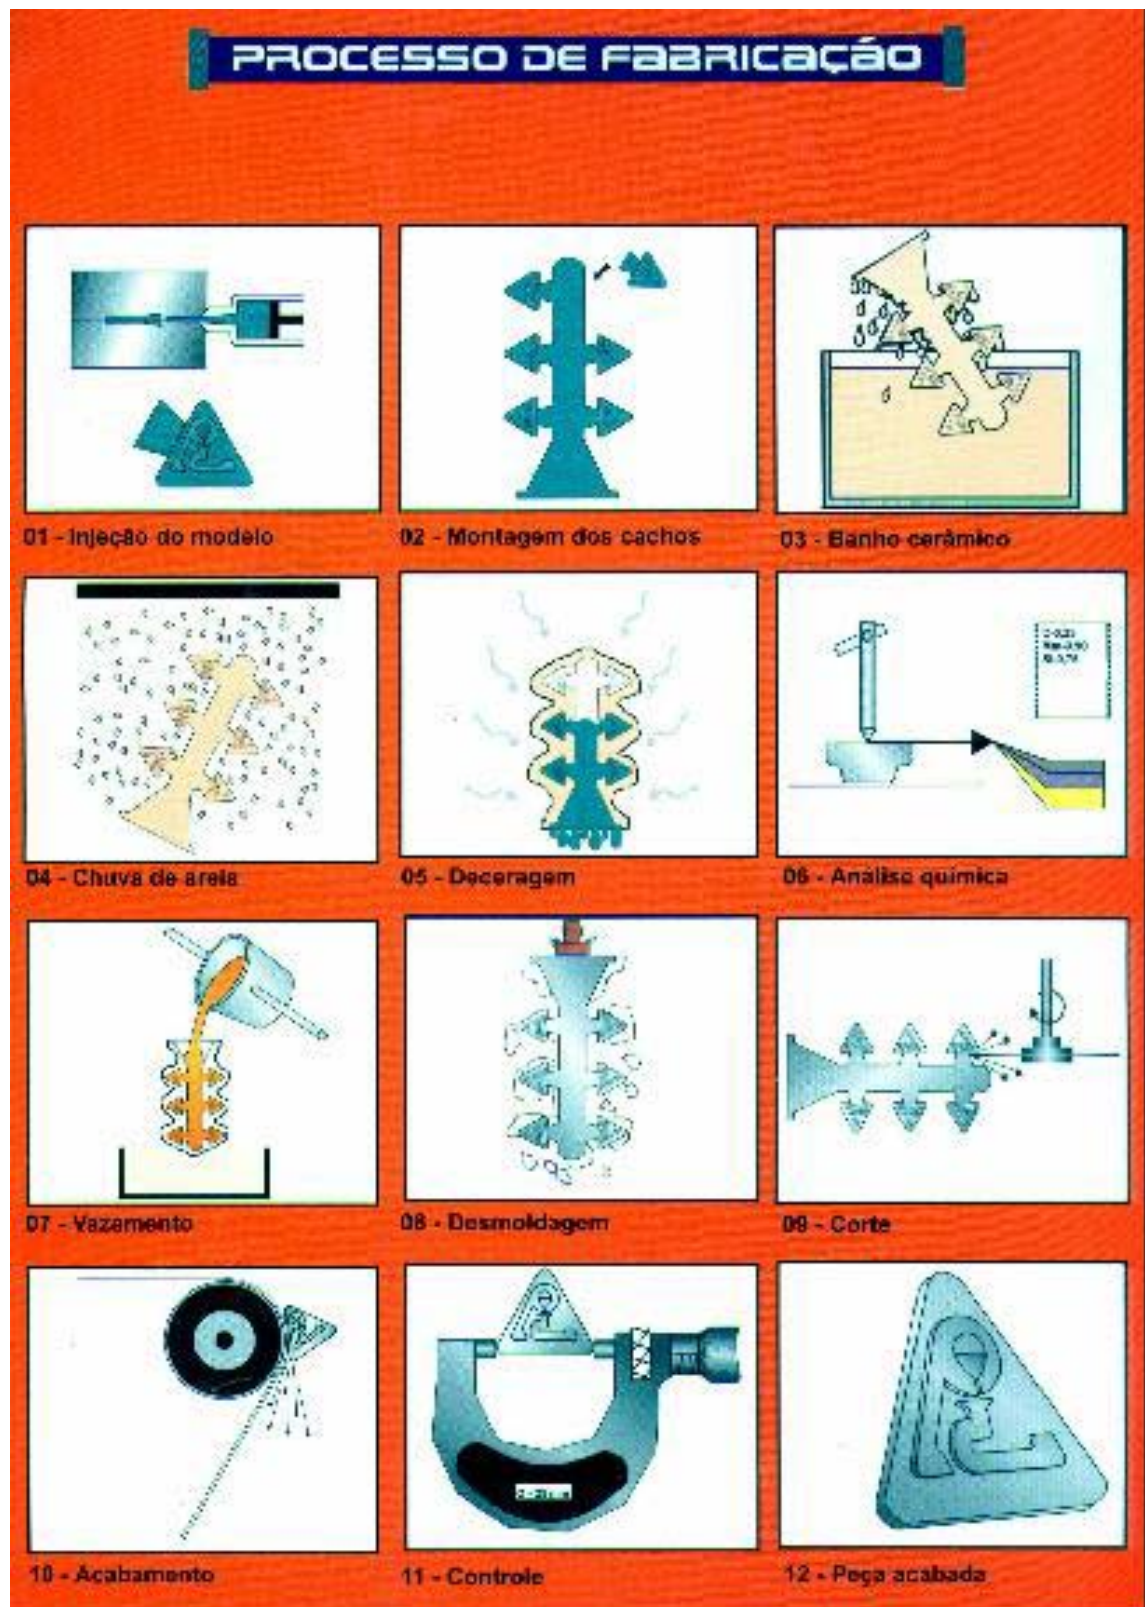 PROCESSO DE FABRICAÇÃO
01 - Injeção do modelo
02 - Montagem dos cachos
03 - Banho cerâmico
04 - Chuva de areia
05 - Deceragem
06 - Análise química
07 - Vazamento
08 - Desmoldagem
09 - Corte
10 - Acabamento
11 - Controle
12 - Peça acabada